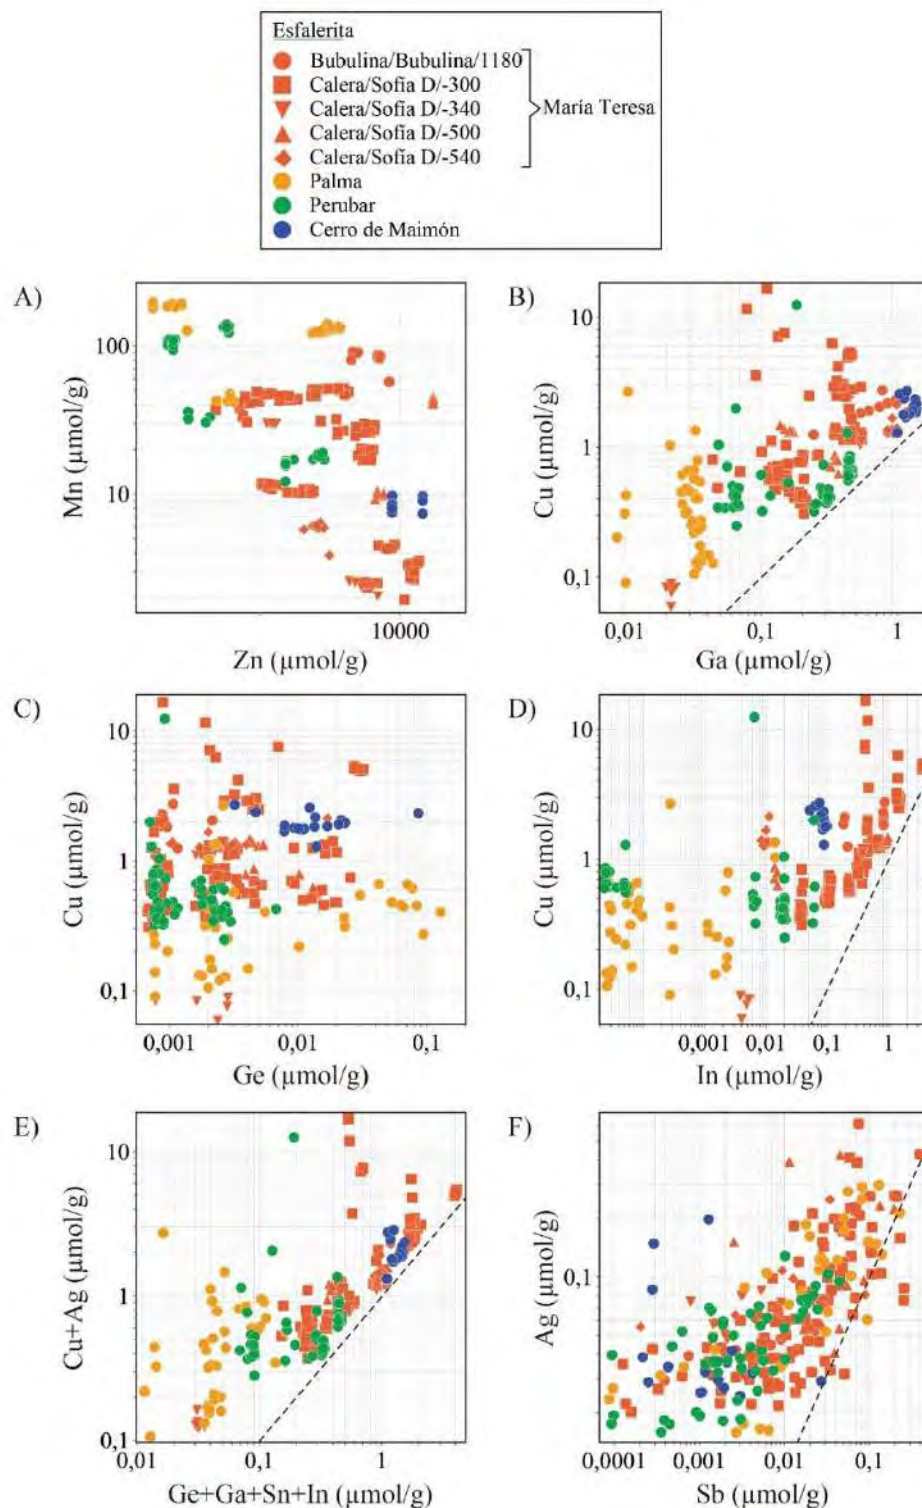 Esfalerita
Bubulina/Bubulina/1180
Calera/Sofía D/-300
Calera/Sofía D/-340
Calera/Sofía D/-500
Calera/Sofía D/-540
María Teresa
Palma
Perubar
Cerro de Maimón
A)
100
10
Mn (µmol/g)
10000
Zn (µmol/g)
B)
10
1
0,1
Cu (µmol/g)
0,01 0,1 1
Ga (µmol/g)
C)
10
1
0,1
Cu (µmol/g)
0,001 0,01 0,1
Ge (µmol/g)
D)
10
1
0,1
Cu (µmol/g)
0,001 0,01 0,1 1
In (µmol/g)
E)
10
1
0,1
Cu+Ag (µmol/g)
0,01 0,1 1
Ge+Ga+Sn+In (µmol/g)
F)
0,1
Ag (µmol/g)
0,0001 0,001 0,01 0,1
Sb (µmol/g)